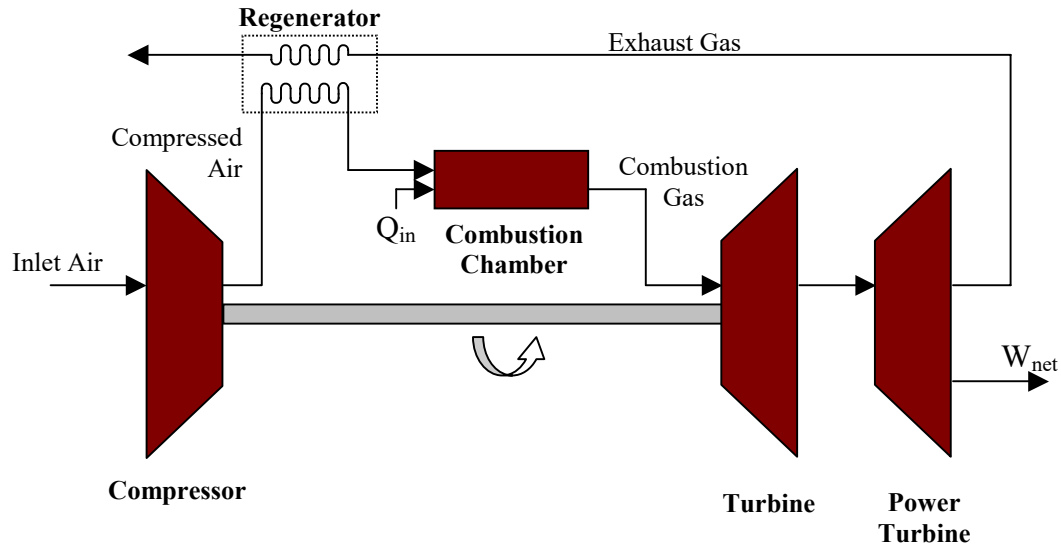 Regenerator
Exhaust Gas
Compressed
Air
Combustion
Gas
Q_in
Combustion
Chamber
Inlet Air
W_net
Compressor
Turbine
Power
Turbine